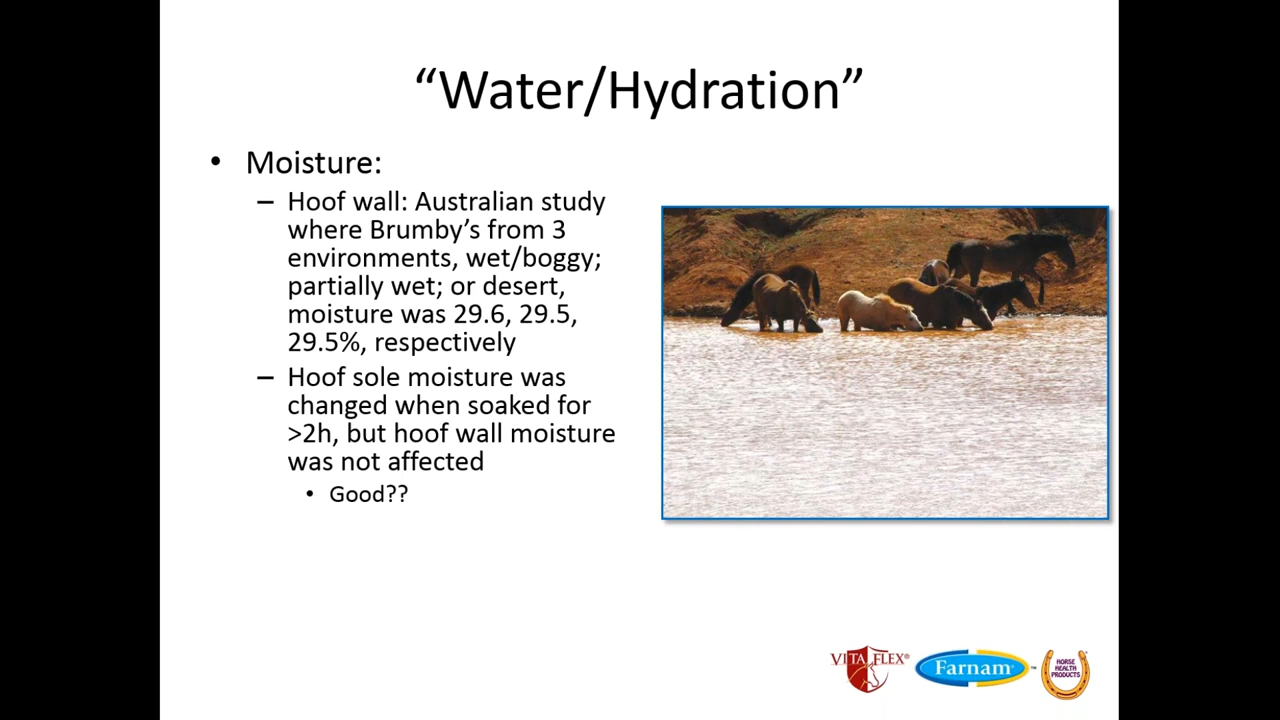 “Water/Hydration”
• Moisture:
– Hoof wall: Australian study
where Brumby’s from 3
environments, wet/boggy;
partially wet; or desert,
moisture was 29.6, 29.5,
29.5%, respectively
– Hoof sole moisture was
changed when soaked for
>2h, but hoof wall moisture
was not affected
• Good??
VITA FLEX®
Farnam™
HORSE
HEALTH
PRODUCTS